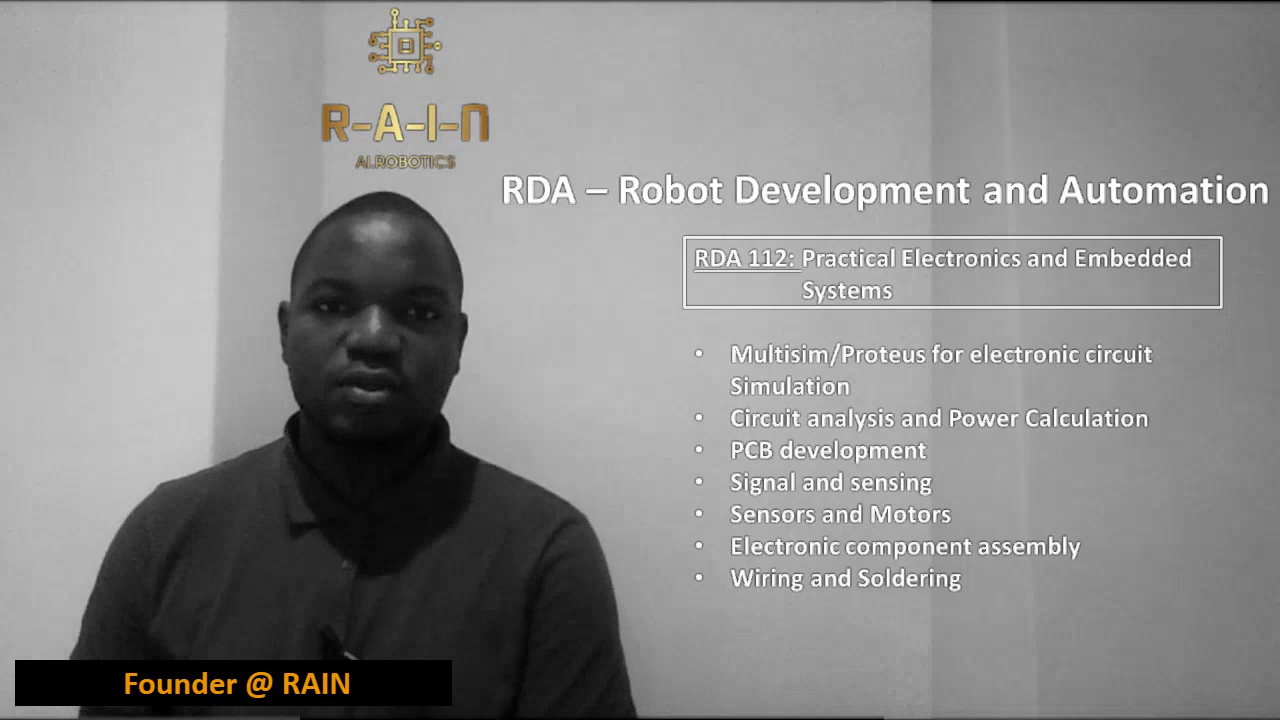 R-A-I-N
AI.ROBOTICS
RDA – Robot Development and Automation
RDA 112: Practical Electronics and Embedded
Systems
• Multisim/Proteus for electronic circuit
Simulation
• Circuit analysis and Power Calculation
• PCB development
• Signal and sensing
• Sensors and Motors
• Electronic component assembly
• Wiring and Soldering
Founder @ RAIN